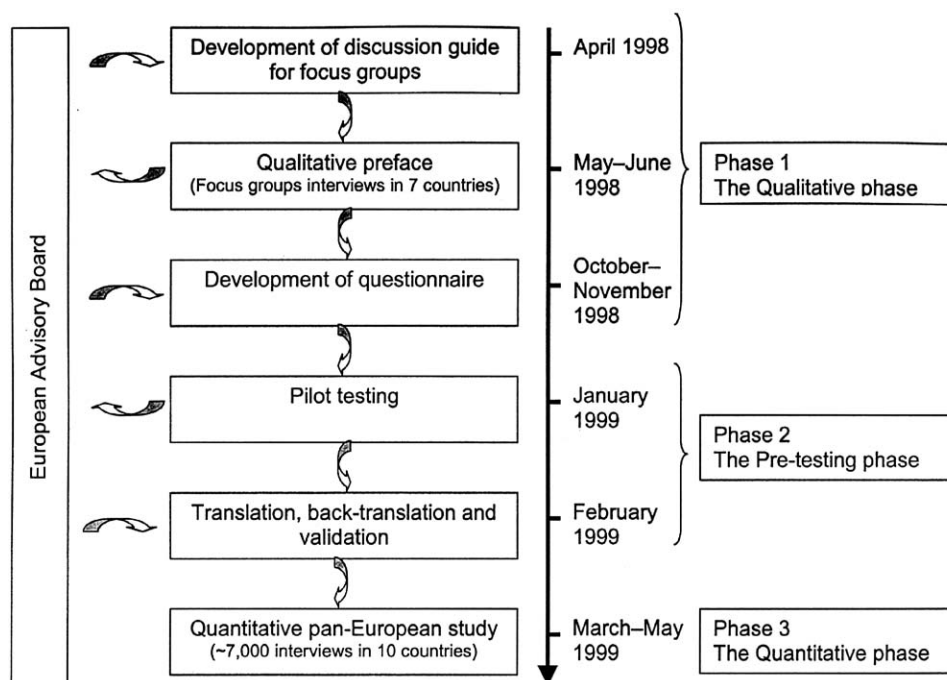 European Advisory Board
Development of discussion guide
for focus groups
April 1998
Qualitative preface
(Focus groups interviews in 7 countries)
May–June
1998
Phase 1
The Qualitative phase
Development of questionnaire
October–
November
1998
Pilot testing
January
1999
Phase 2
The Pre-testing phase
Translation, back-translation and
validation
February
1999
Quantitative pan-European study
(~7,000 interviews in 10 countries)
March–May
1999
Phase 3
The Quantitative phase